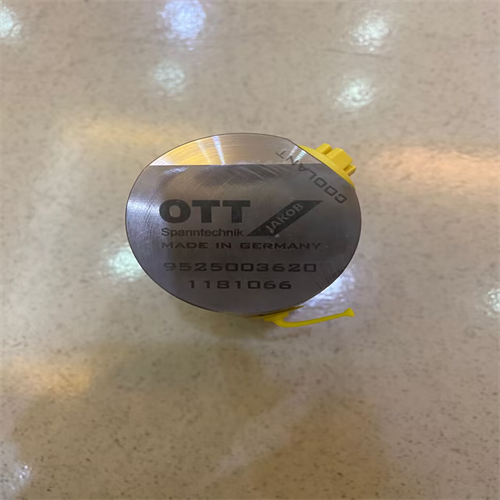 COOLANT
OTT JAKOB
Spanntechnik
MADE IN GERMANY
9525003620
1181066